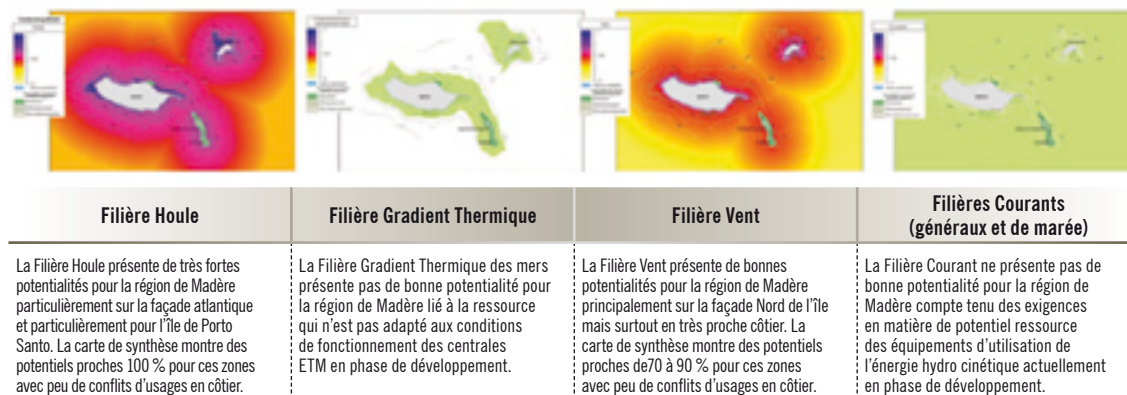 Filière Houle
La Filière Houle présente de très fortes
potentialités pour la région de Madère
particulièrement sur la façade atlantique
et particulièrement pour l'île de Porto
Santo. La carte de synthèse montre des
potentiels proches 100 % pour ces zones
avec peu de conflits d'usages en côtier.
Filière Gradient Thermique
La Filière Gradient Thermique des mers
présente pas de bonne potentialité pour
la région de Madère lié à la ressource
qui n'est pas adapté aux conditions
de fonctionnement des centrales
ETM en phase de développement.
Filière Vent
La Filière Vent présente de bonnes
potentialités pour la région de Madère
principalement sur la façade Nord de l'île
mais surtout en très proche côtier. La
carte de synthèse montre des potentiels
proches de70 à 90 % pour ces zones
avec peu de conflits d'usages en côtier.
Filières Courants
(généraux et de marée)
La Filière Courant ne présente pas de
bonne potentialité pour la région de
Madère compte tenu des exigences
en matière de potentiel ressource
des équipements d'utilisation de
l'énergie hydro cinétique actuellement
en phase de développement.